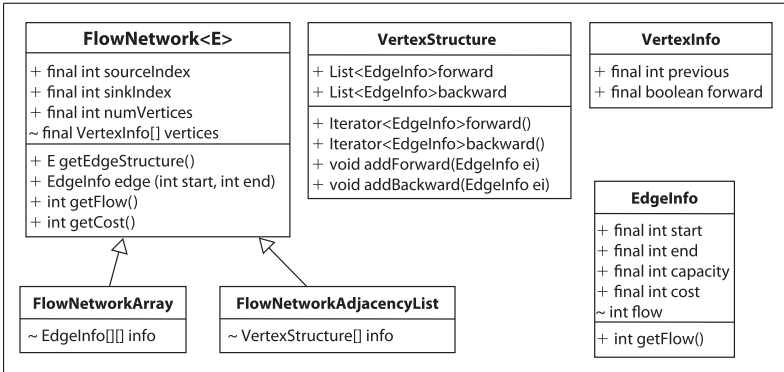 FlowNetwork<E>
+ final int sourceIndex
+ final int sinkIndex
+ final int numVertices
~ final VertexInfo[] vertices
+ E getEdgeStructure()
+ EdgeInfo edge (int start, int end)
+ int getFlow()
+ int getCost()
VertexStructure
+ List<EdgeInfo>forward
+ List<EdgeInfo>backward
+ Iterator<EdgeInfo>forward()
+ Iterator<EdgeInfo>backward()
+ void addForward(EdgeInfo ei)
+ void addBackward(EdgeInfo ei)
VertexInfo
+ final int previous
+ final boolean forward
EdgeInfo
+ final int start
+ final int end
+ final int capacity
+ final int cost
~ int flow
+ int getFlow()
FlowNetworkArray
~ EdgeInfo[][] info
FlowNetworkAdjacencyList
~ VertexStructure[] info